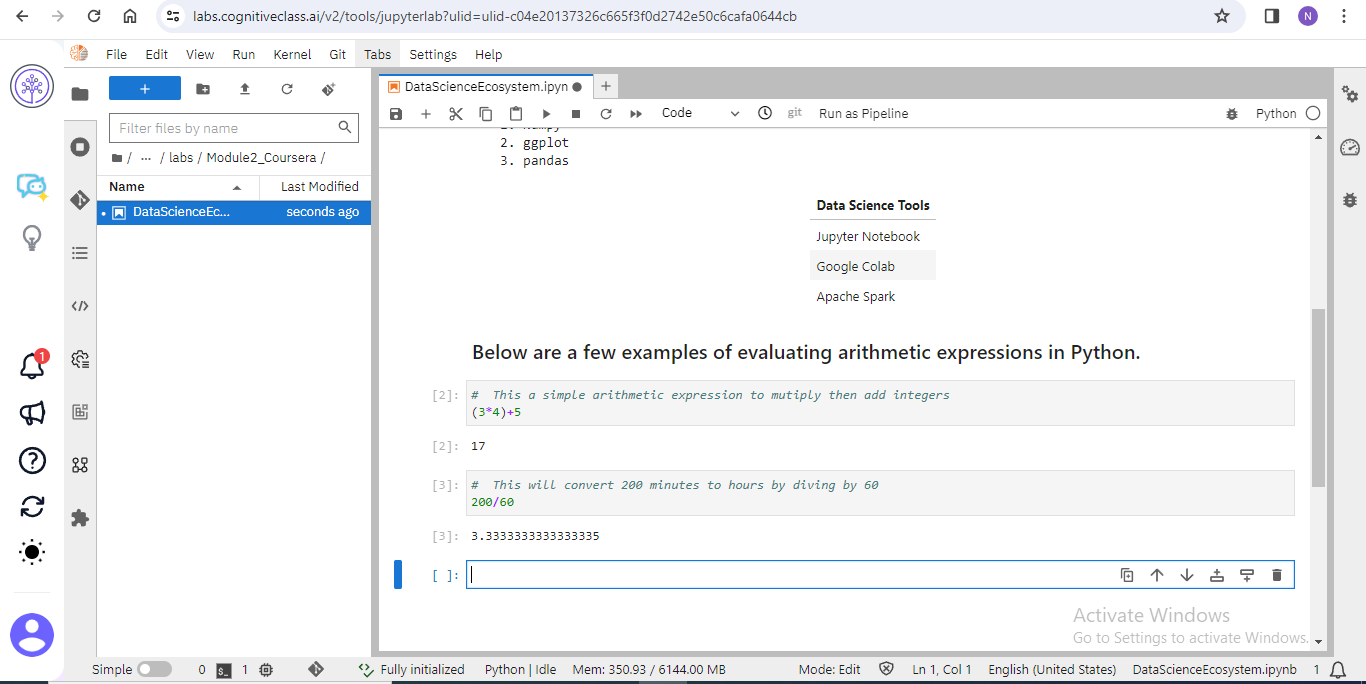 labs.cognitiveclass.ai/v2/tools/jupyterlab?ulid=ulid-c04e20137326c665f3f0d2742e50c6cafa0644cb
N
File Edit View Run Kernel Git Tabs Settings Help
+
DataScienceEcosystem.ipyn
Filter files by name
Code
git
Run as Pipeline
Python
/ ... / labs / Module2_Coursera /
Name Last Modified
DataScienceEc... seconds ago
1. numpy
2. ggplot
3. pandas
Data Science Tools
Jupyter Notebook
Google Colab
Apache Spark
Below are a few examples of evaluating arithmetic expressions in Python.
[2]: # This a simple arithmetic expression to mutiply then add integers
(3*4)+5
[2]: 17
[3]: # This will convert 200 minutes to hours by diving by 60
200/60
[3]: 3.3333333333333335
[ ]:
1
Activate Windows
Go to Settings to activate Windows.
Simple 0 1 Fully initialized Python | Idle Mem: 350.93 / 6144.00 MB Mode: Edit Ln 1, Col 1 English (United States) DataScienceEcosystem.ipynb 1